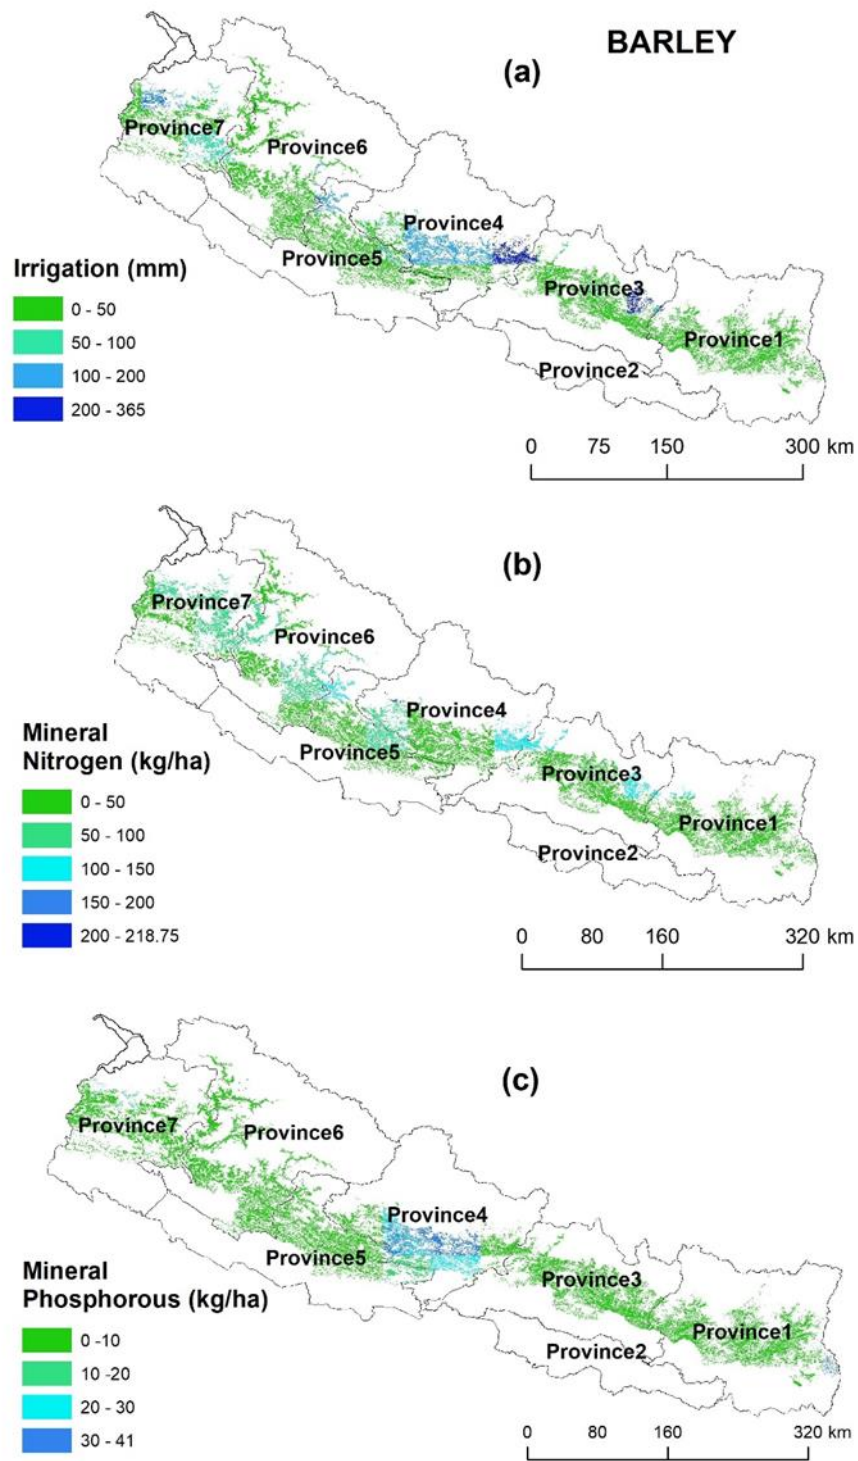 BARLEY
(a)
Province7
Province6
Province4
Province5
Province3
Province1
Province2
Irrigation (mm)
0 - 50
50 - 100
100 - 200
200 - 365
0 75 150 300 km
(b)
Province7
Province6
Province4
Province5
Province3
Province1
Province2
Mineral
Nitrogen (kg/ha)
0 - 50
50 - 100
100 - 150
150 - 200
200 - 218.75
0 80 160 320 km
(c)
Province7
Province6
Province4
Province5
Province3
Province1
Province2
Mineral
Phosphorous (kg/ha)
0 -10
10 -20
20 - 30
30 - 41
0 80 160 320 km